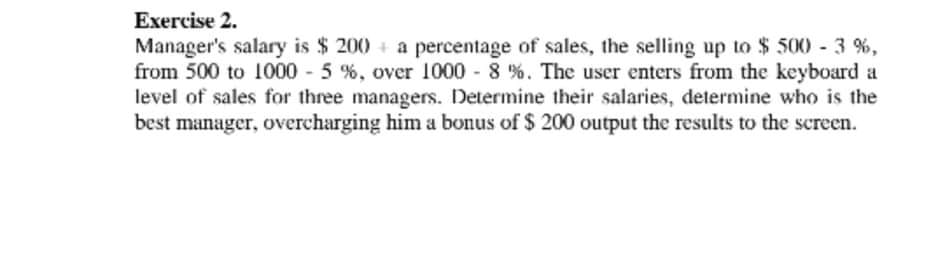 Exercise 2.
Manager's salary is $ 200 + a percentage of sales, the selling up to $ 500 - 3 %,
from 500 to 1000 - 5 %, over 1000 - 8 %. The user enters from the keyboard a
level of sales for three managers. Determine their salaries, determine who is the
best manager, overcharging him a bonus of $ 200 output the results to the screen.